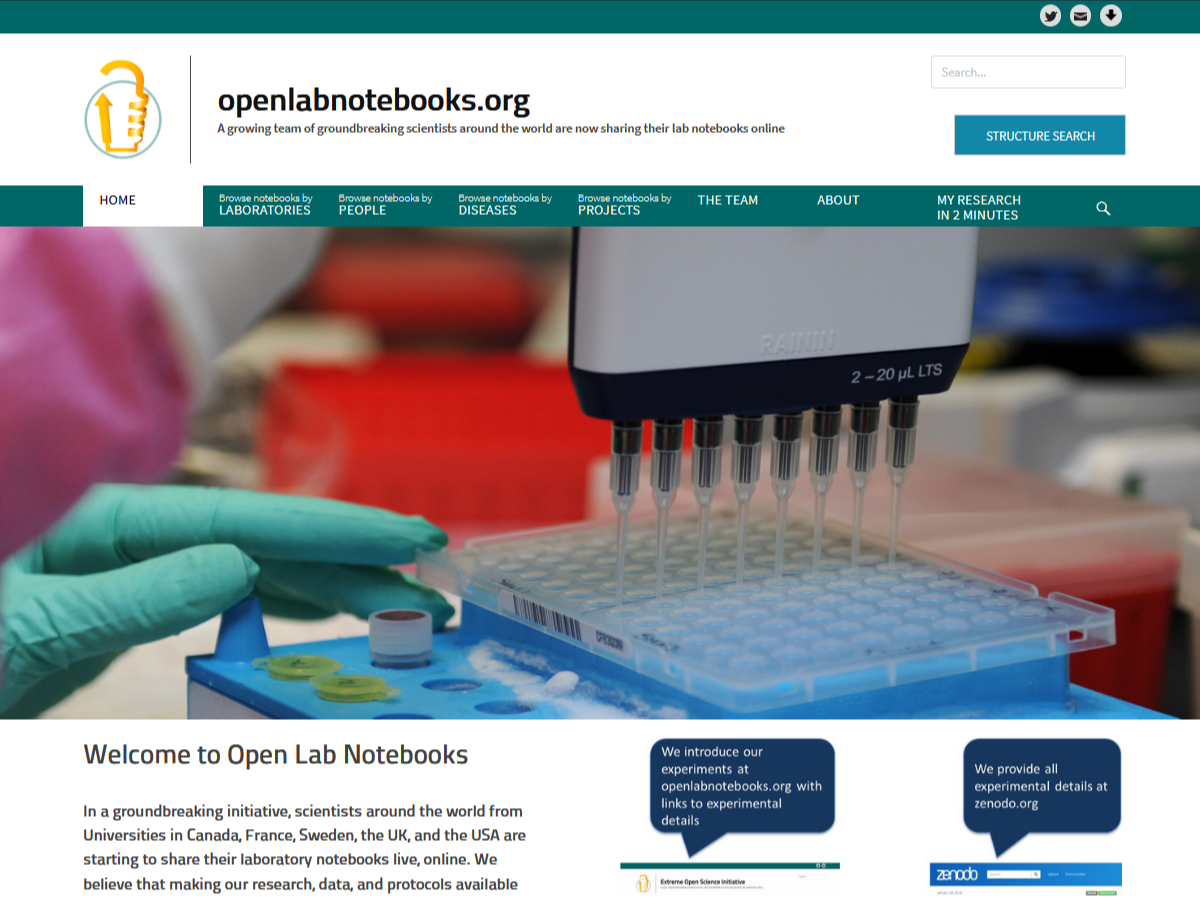 Search...
openlabnotebooks.org
A growing team of groundbreaking scientists around the world are now sharing their lab notebooks online
STRUCTURE SEARCH
HOME
Browse notebooks by
LABORATORIES
Browse notebooks by
PEOPLE
Browse notebooks by
DISEASES
Browse notebooks by
PROJECTS
THE TEAM
ABOUT
MY RESEARCH
IN 2 MINUTES
RAININ
2 – 20 µL LTS
Welcome to Open Lab Notebooks
In a groundbreaking initiative, scientists around the world from
Universities in Canada, France, Sweden, the UK, and the USA are
starting to share their laboratory notebooks live, online. We
believe that making our research, data, and protocols available
We introduce our
experiments at
openlabnotebooks.org with
links to experimental
details
Extreme Open Science Initiative
We provide all
experimental details at
zenodo.org
zenodo